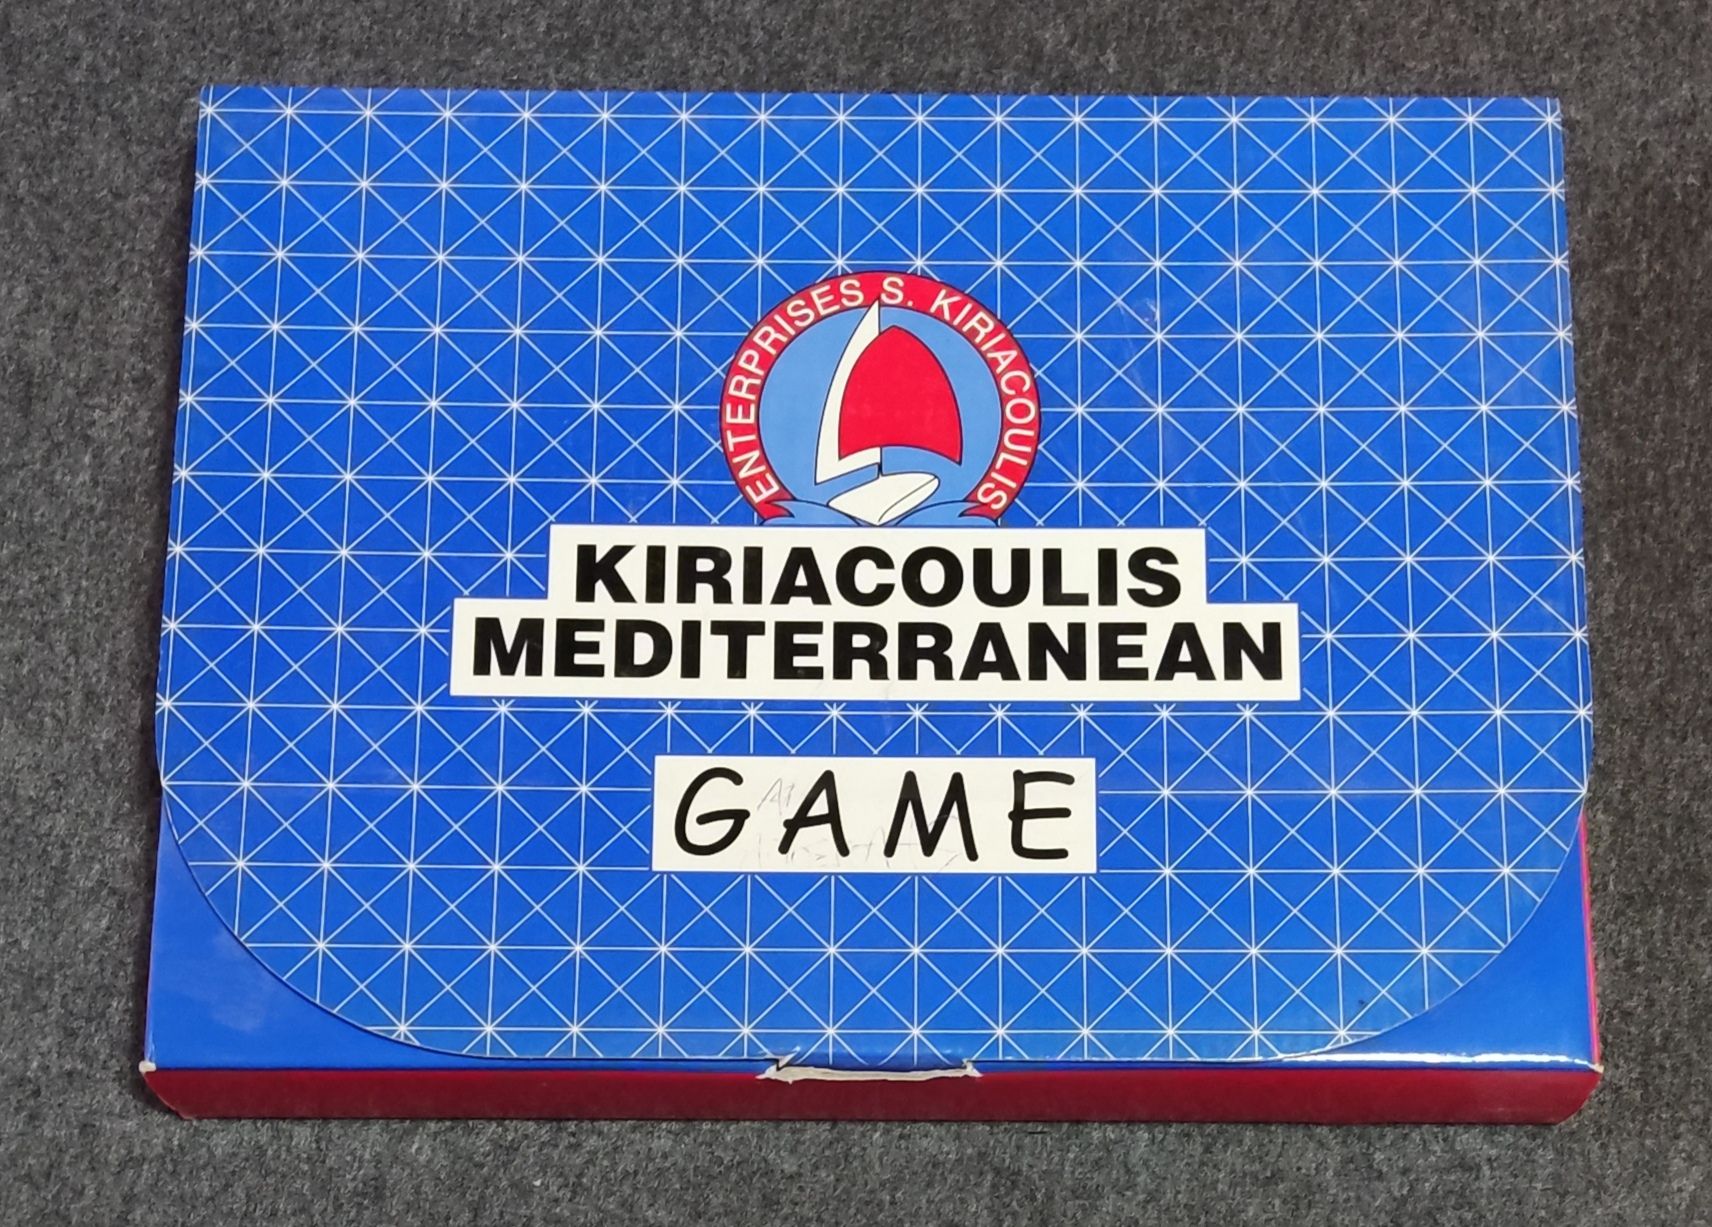 ENTERPRISES S. KIRIACOULIS
KIRIACOULIS
MEDITERRANEAN
GAME